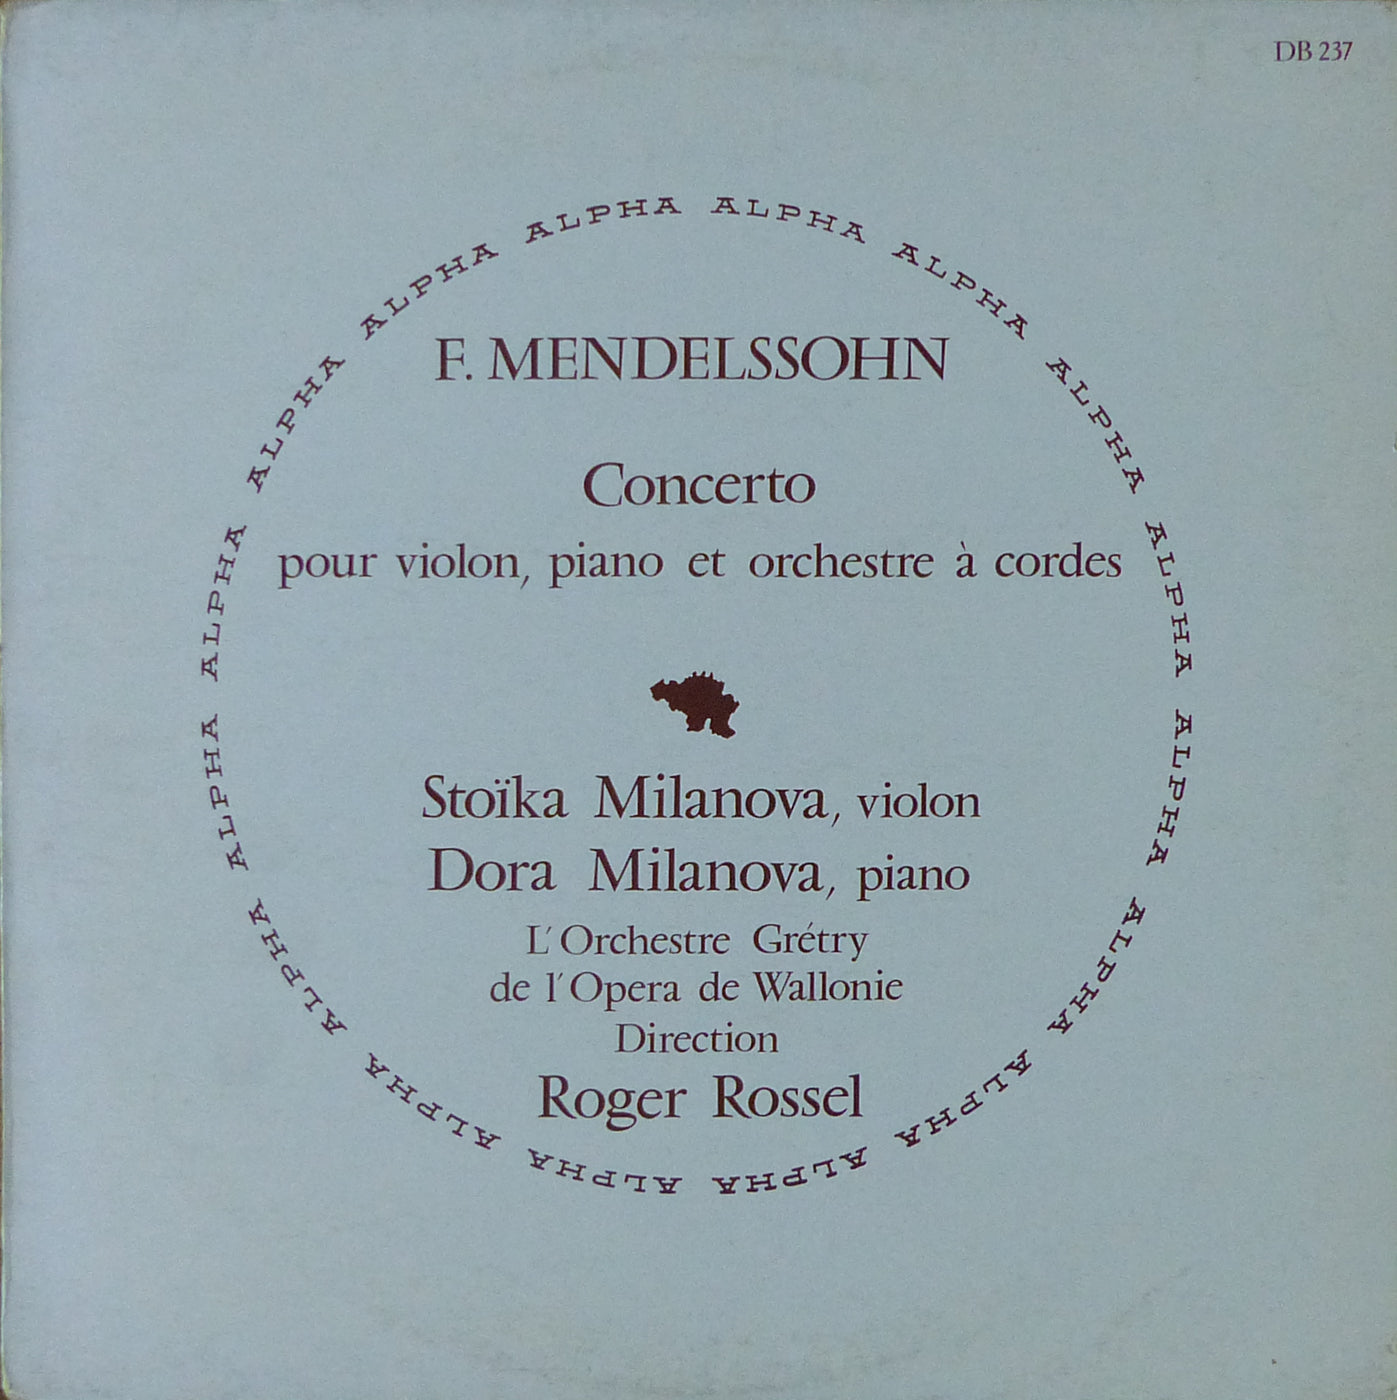 DB 237
ALPHA ALPHA ALPHA ALPHA ALPHA ALPHA ALPHA ALPHA ALPHA ALPHA ALPHA ALPHA ALPHA ALPHA ALPHA ALPHA
F. MENDELSSOHN
Concerto
pour violon, piano et orchestre à cordes
Stoïka Milanova, violon
Dora Milanova, piano
L'Orchestre Grétry
de l'Opera de Wallonie
Direction
Roger Rossel